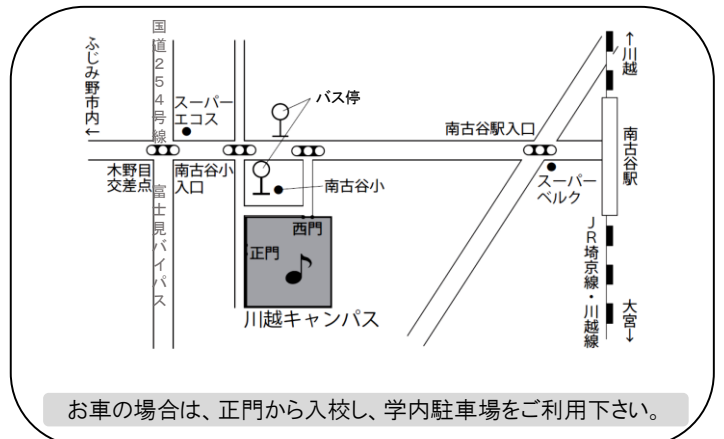 国道254号線
富士見バイパス
ふじみ野市内←
スーパー
エコス
バス停
南古谷駅入口
↑川越
木野目
交差点
南古谷小
入口
南古谷小
スーパー
ベルク
南古谷駅
西門
正門
川越キャンパス
JR埼京線・川越線
大宮→
お車の場合は、正門から入校し、学内駐車場をご利用下さい。